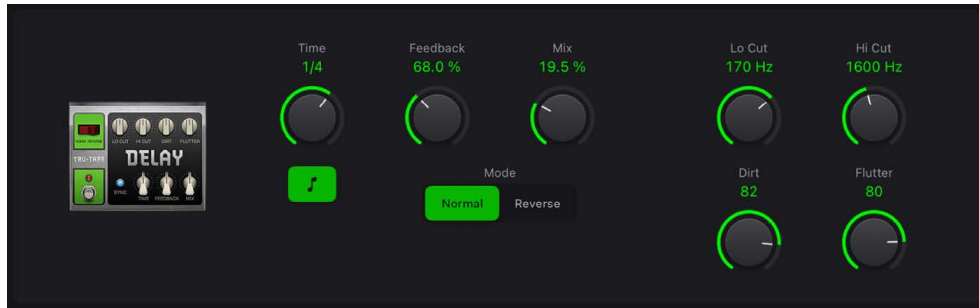 Time
1/4
Feedback
68.0 %
Mix
19.5 %
Lo Cut
170 Hz
Hi Cut
1600 Hz
LO CUT HI CUT DIRT FLUTTER
TRU-TAPE
DELAY
SYNC
TIME FEEDBACK MIX
Mode
Normal
Reverse
Dirt
82
Flutter
80